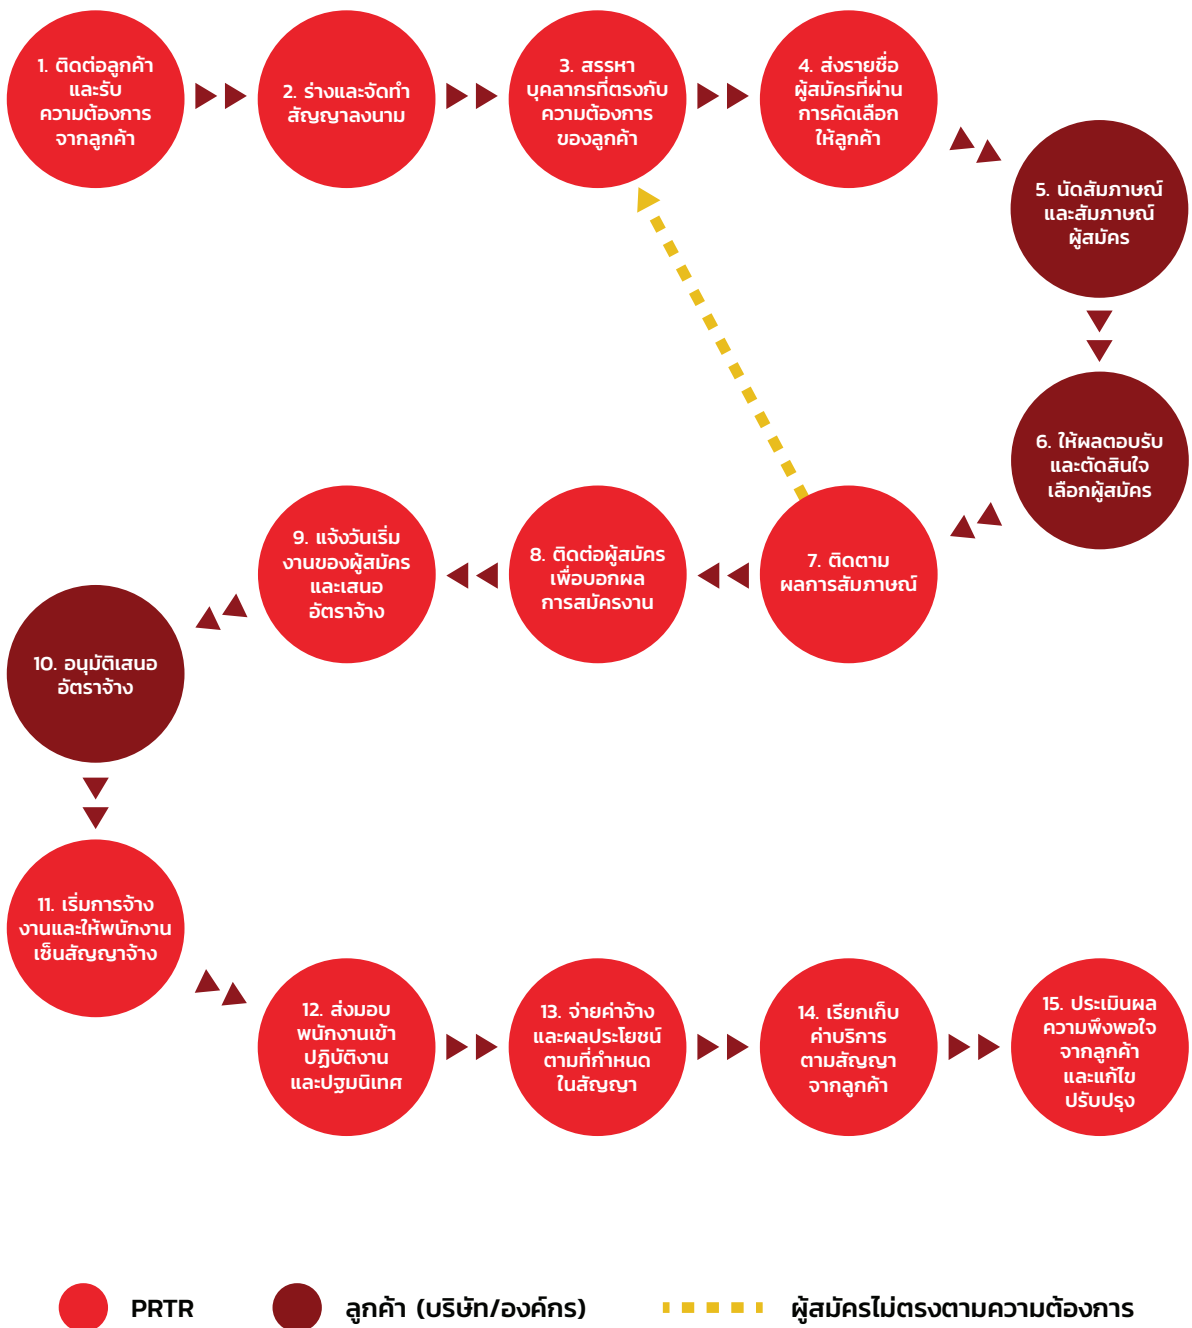 1. ติดต่อลูกค้า
และรับ
ความต้องการ
จากลูกค้า
2. ร่างและจัดทำ
สัญญาลงนาม
3. สรรหา
บุคลากรที่ตรงกับ
ความต้องการ
ของลูกค้า
4. ส่งรายชื่อ
ผู้สมัครที่ผ่าน
การคัดเลือก
ให้ลูกค้า
5. นัดสัมภาษณ์
และสัมภาษณ์
ผู้สมัคร
6. ให้ผลตอบรับ
และตัดสินใจ
เลือกผู้สมัคร
7. ติดตาม
ผลการสัมภาษณ์
8. ติดต่อผู้สมัคร
เพื่อบอกผล
การสมัครงาน
9. แจ้งวันเริ่ม
งานของผู้สมัคร
และเสนอ
อัตราจ้าง
10. อนุมัติเสนอ
อัตราจ้าง
11. เริ่มการจ้าง
งานและให้พนักงาน
เซ็นสัญญาจ้าง
12. ส่งมอบ
พนักงานเข้า
ปฏิบัติงาน
และปฐมนิเทศ
13. จ่ายค่าจ้าง
และผลประโยชน์
ตามที่กำหนด
ในสัญญา
14. เรียกเก็บ
ค่าบริการ
ตามสัญญา
จากลูกค้า
15. ประเมินผล
ความพึงพอใจ
จากลูกค้า
และแก้ไข
ปรับปรุง
PRTR
ลูกค้า (บริษัท/องค์กร)
ผู้สมัครไม่ตรงตามความต้องการ